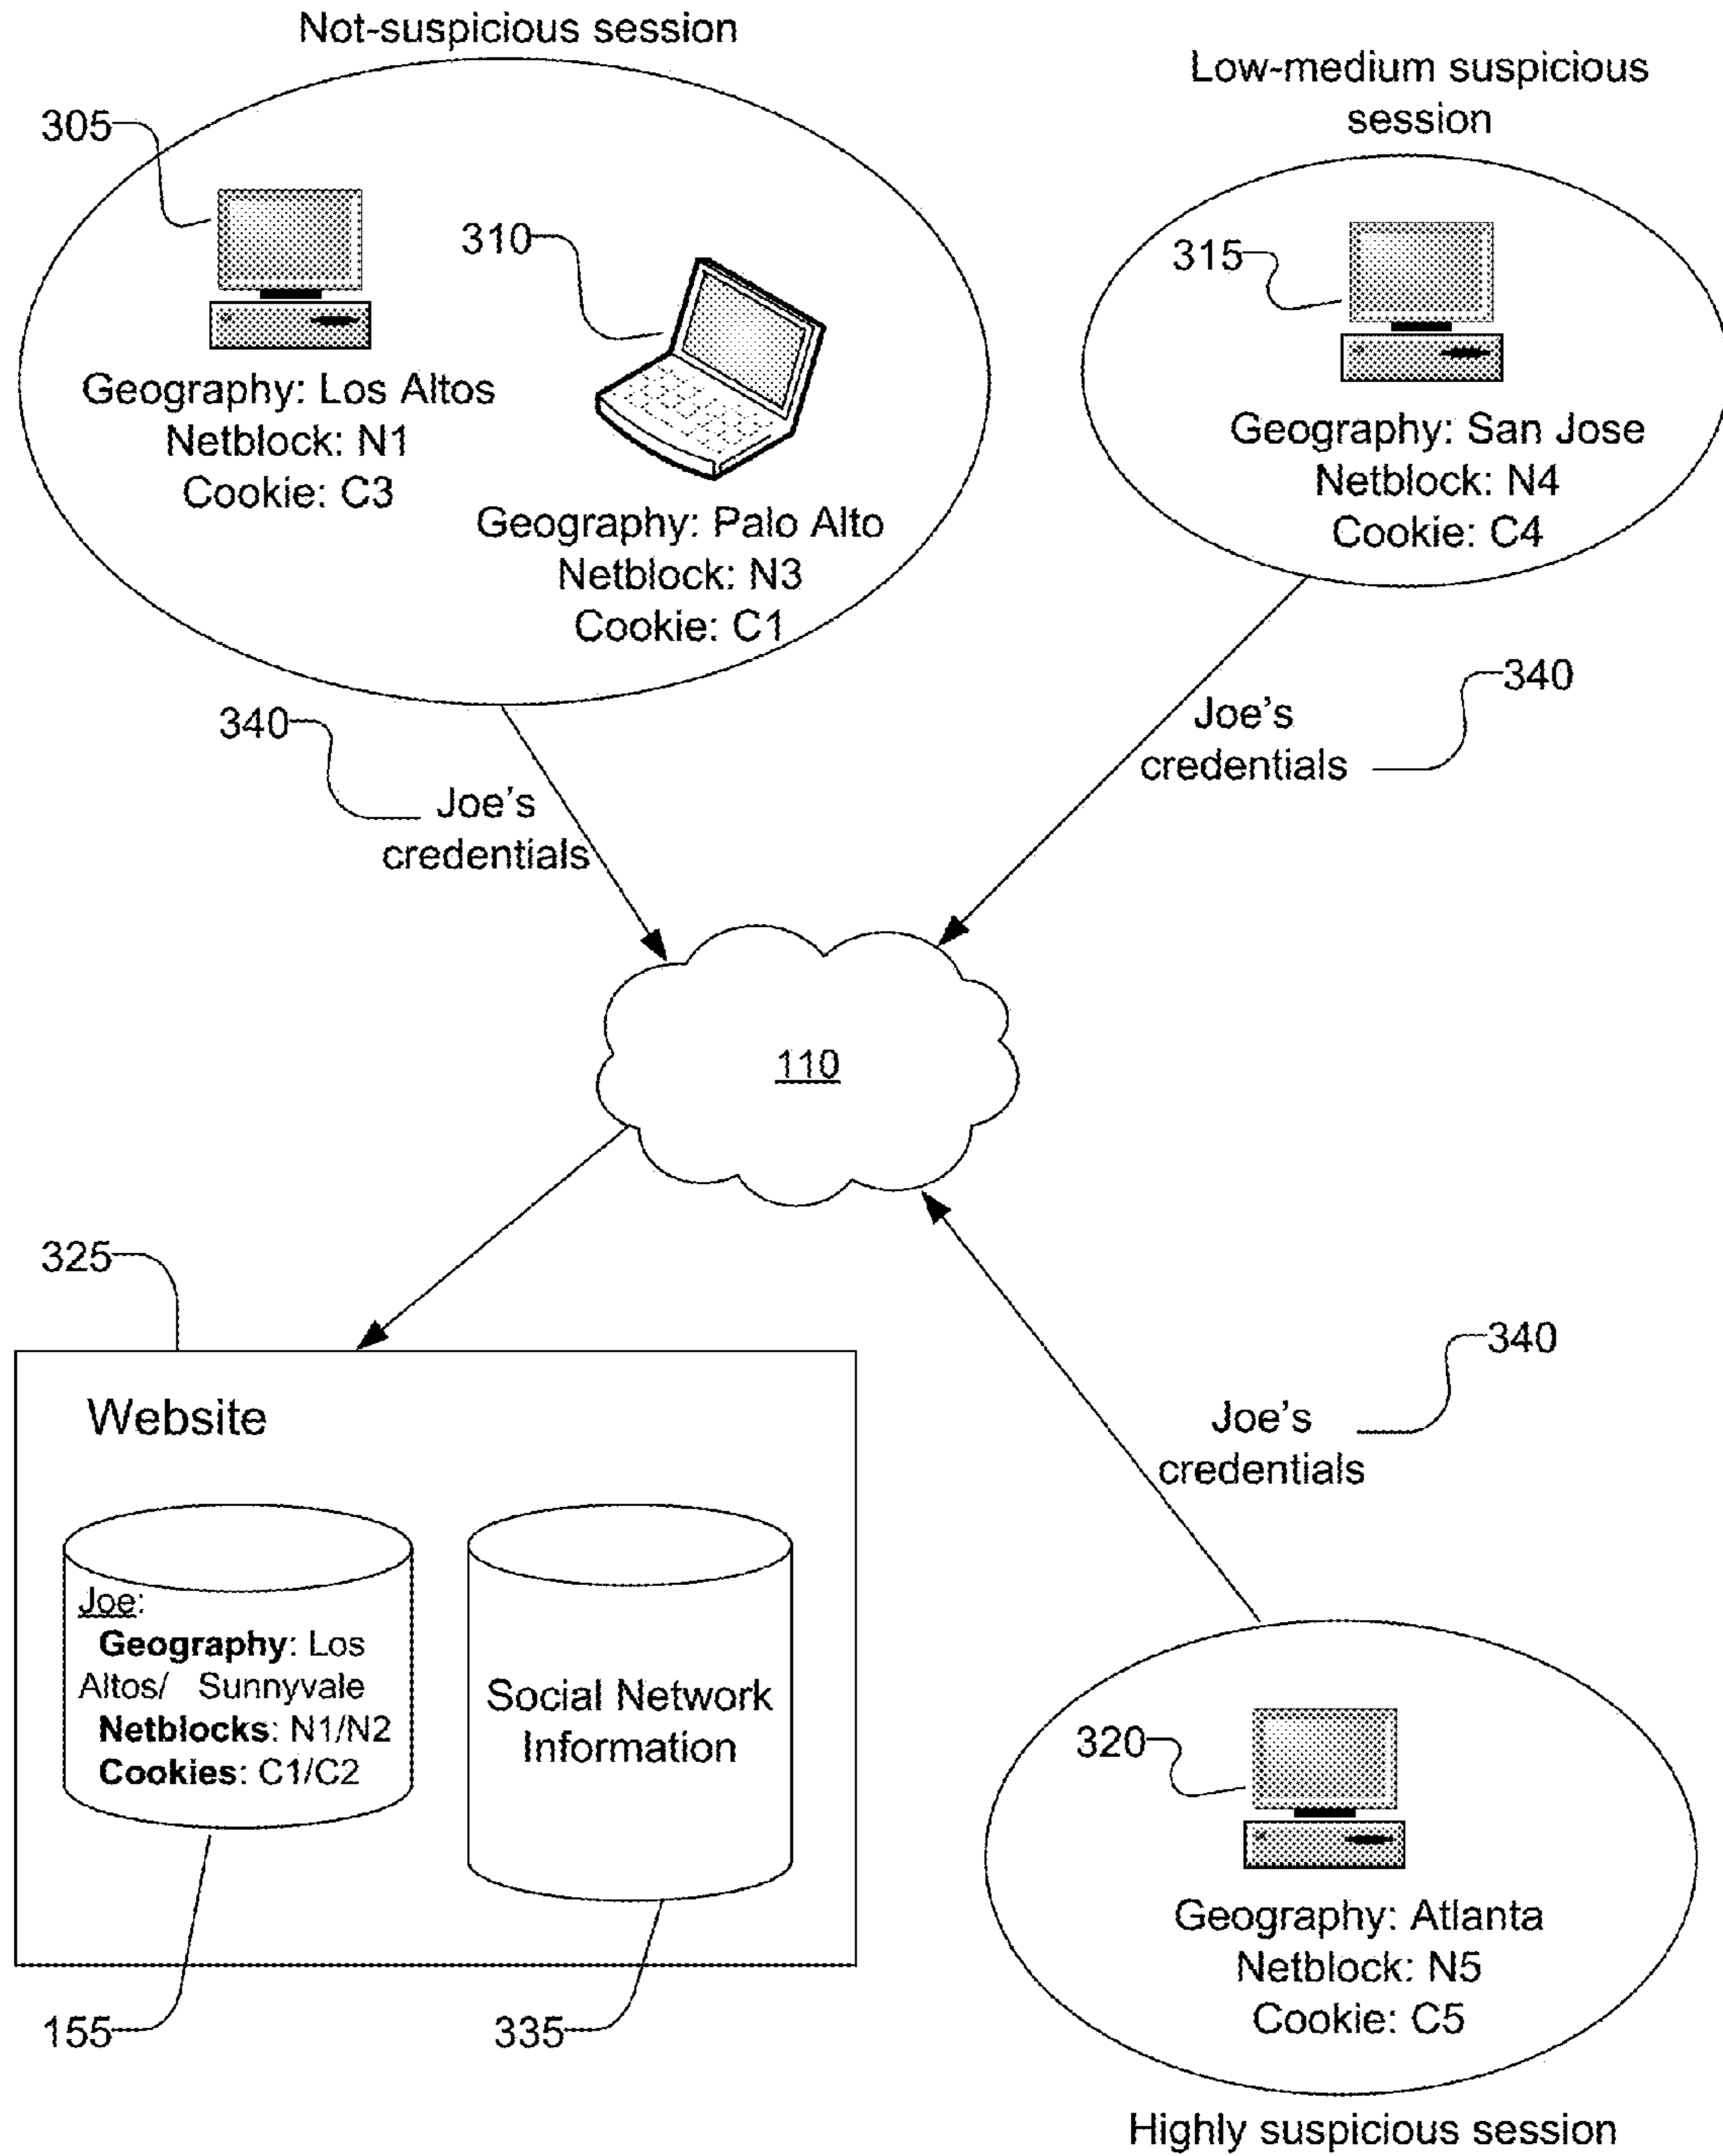 Not-suspicious session
Low-medium suspicious
session
305
310
Geography: Los Altos
Netblock: N1
Cookie: C3
Geography: Palo Alto
Netblock: N3
Cookie: C1
315
Geography: San Jose
Netblock: N4
Cookie: C4
340
Joe's
credentials
340
Joe's
credentials
110
325
Website
Joe:
Geography: Los
Altos/ Sunnyvale
Netblocks: N1/N2
Cookies: C1/C2
Social Network
Information
155
335
340
Joe's
credentials
320
Geography: Atlanta
Netblock: N5
Cookie: C5
Highly suspicious session